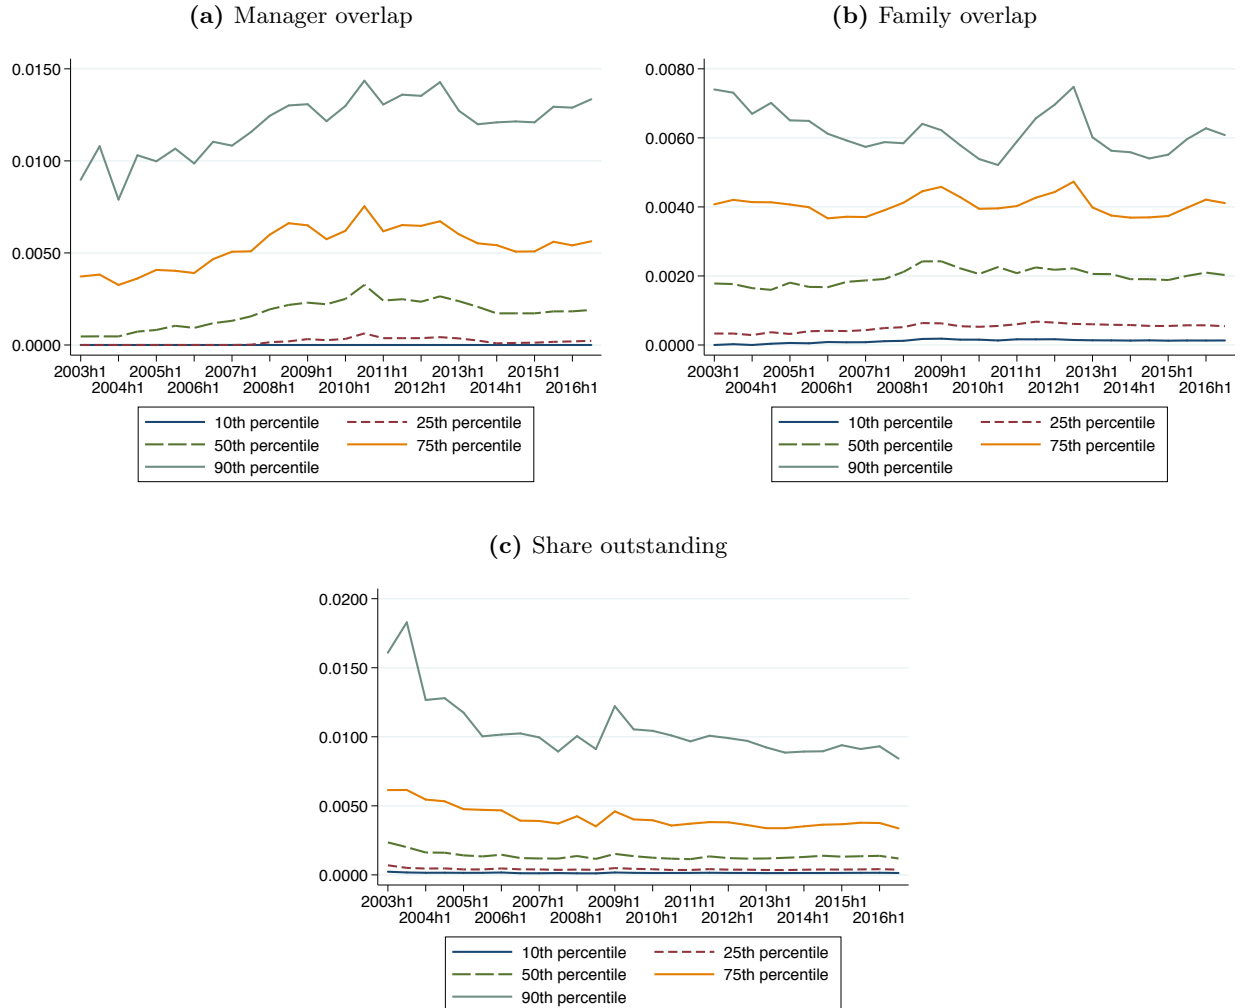 (a) Manager overlap
0.0150
0.0100
0.0050
0.0000
2003h1 2005h1 2007h1 2009h1 2011h1 2013h1 2015h1
2004h1 2006h1 2008h1 2010h1 2012h1 2014h1 2016h1
10th percentile 25th percentile
50th percentile 75th percentile
90th percentile
(b) Family overlap
0.0080
0.0060
0.0040
0.0020
0.0000
2003h1 2005h1 2007h1 2009h1 2011h1 2013h1 2015h1
2004h1 2006h1 2008h1 2010h1 2012h1 2014h1 2016h1
10th percentile 25th percentile
50th percentile 75th percentile
90th percentile
(c) Share outstanding
0.0200
0.0150
0.0100
0.0050
0.0000
2003h1 2005h1 2007h1 2009h1 2011h1 2013h1 2015h1
2004h1 2006h1 2008h1 2010h1 2012h1 2014h1 2016h1
10th percentile 25th percentile
50th percentile 75th percentile
90th percentile